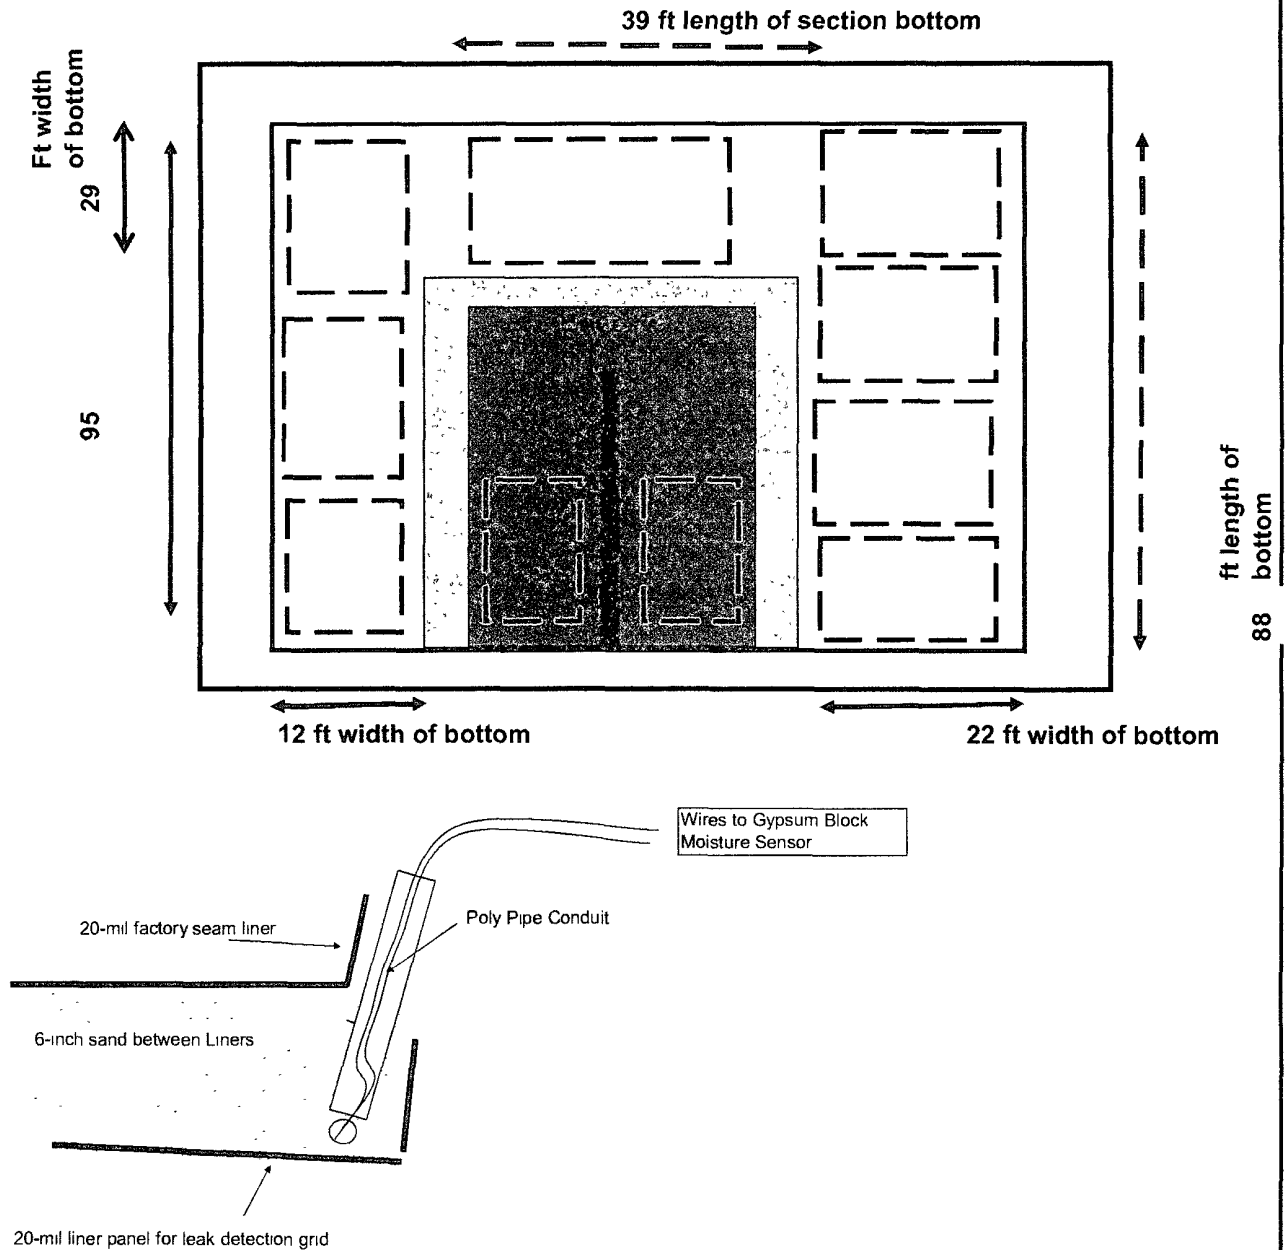 39 ft length of section bottom
Ft width
of bottom
29
95
ft length of
bottom
88
12 ft width of bottom
22 ft width of bottom
Wires to Gypsum Block
Moisture Sensor
20-mil factory seam liner
Poly Pipe Conduit
6-inch sand between Liners
20-mil liner panel for leak detection grid